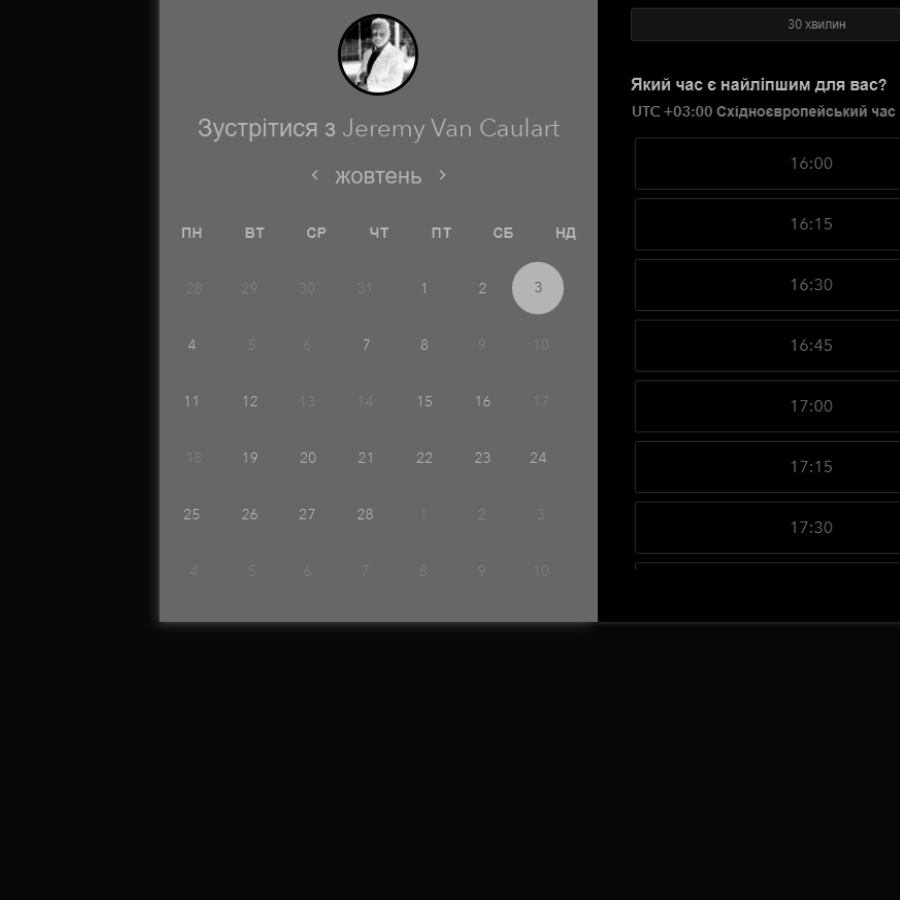 Зустрітися з Jeremy Van Caulart
жовтень
ПН ВТ СР ЧТ ПТ СБ НД
28 29 30 31 1 2 3
4 5 6 7 8 9 10
11 12 13 14 15 16 17
18 19 20 21 22 23 24
25 26 27 28 1 2 3
4 5 6 7 8 9 10
30 хвилин
Який час є найліпшим для вас?
UTC +03:00 Східноєвропейський час
16:00
16:15
16:30
16:45
17:00
17:15
17:30